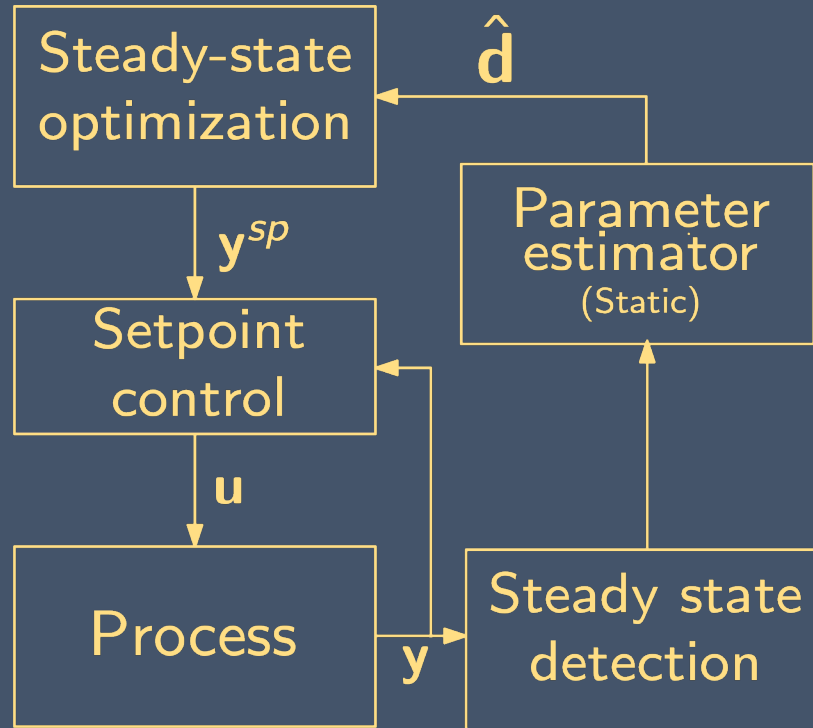 Steady-state
optimization
d̂
Parameter
estimator
(Static)
y^sp
Setpoint
control
u
Process
y
Steady state
detection